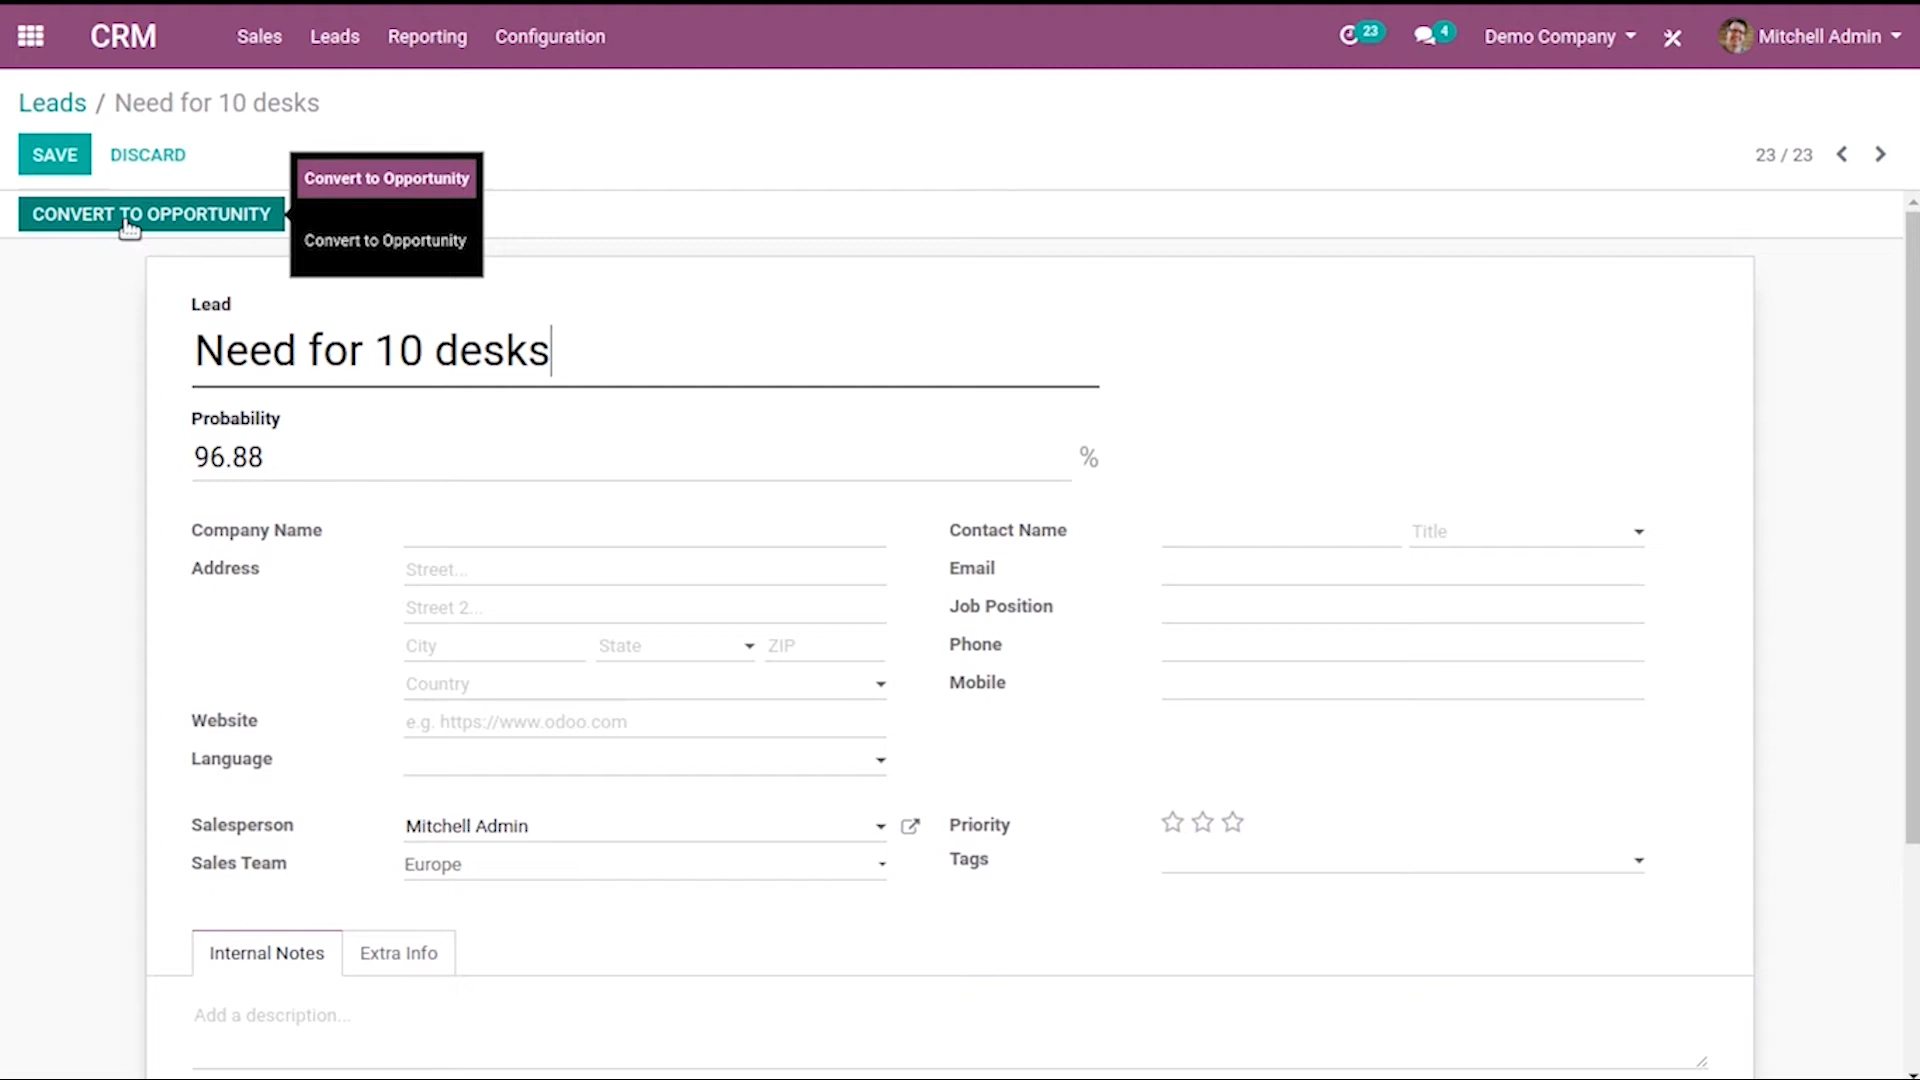 CRM Sales Leads Reporting Configuration 23 4 Demo Company Mitchell Admin
Leads / Need for 10 desks
SAVE DISCARD 23 / 23
Convert to Opportunity
CONVERT TO OPPORTUNITY
Convert to Opportunity
Lead
Need for 10 desks
Probability
96.88 %
Company Name
Address Street...
Street 2...
City State ZIP
Country
Website e.g. https://www.odoo.com
Language
Contact Name Title
Email
Job Position
Phone
Mobile
Salesperson Mitchell Admin
Sales Team Europe
Priority
Tags
Internal Notes Extra Info
Add a description...